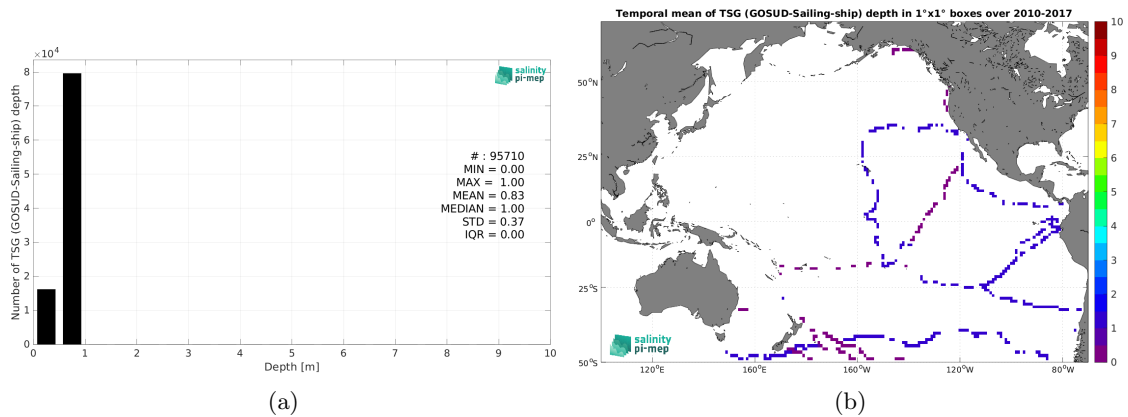 ×10⁴
8
7
6
5
4
3
2
1
0
Number of TSG (GOSUD-Sailing-ship) depth
0 1 2 3 4 5 6 7 8 9 10
Depth [m]
salinity
pi-mep
# : 95710
MIN = 0.00
MAX = 1.00
MEAN = 0.83
MEDIAN = 1.00
STD = 0.37
IQR = 0.00
(a)
Temporal mean of TSG (GOSUD-Sailing-ship) depth in 1°x1° boxes over 2010-2017
50°N
25°N
0°
25°S
50°S
120°E 160°E 160°W 120°W 80°W
salinity
pi-mep
10
9
8
7
6
5
4
3
2
1
0
(b)